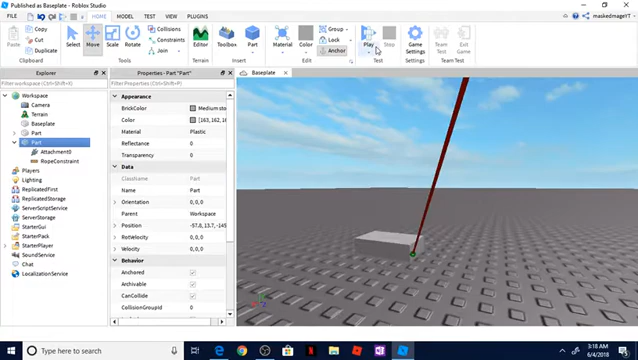 Published as Baseplate - Roblox Studio
FILE
HOME
MODEL
TEST
VIEW
PLUGINS
maskedmageYT
Paste
Copy
Cut
Duplicate
Select
Move
Scale
Rotate
Collisions
Constraints
Join
Editor
Terrain
Toolbox
Part
Insert
Material
Color
Group
Lock
Anchor
Edit
Play
Stop
Test
Game Settings
Settings
Team Test
Exit Game
Team Test
Explorer
Filter workspace (Ctrl+Shift+X)
Workspace
Camera
Terrain
Baseplate
Part
Part
Attachment0
RopeConstraint
Players
Lighting
ReplicatedFirst
ReplicatedStorage
ServerScriptService
ServerStorage
StarterGui
StarterPack
StarterPlayer
SoundService
Chat
LocalizationService
Properties - Part "Part"
Filter Properties (Ctrl+Shift+P)
Appearance
BrickColor Medium sto
Color [163, 162, 16
Material Plastic
Reflectance 0
Transparency 0
Data
ClassName Part
Name Part
Orientation 0, 0, 0
Parent Workspace
Position -57.8, 13.7, -145
RotVelocity 0, 0, 0
Velocity 0, 0, 0
Behavior
Anchored
Archivable
CanCollide
CollisionGroupId 0
Baseplate
Type here to search
3:18 AM
6/4/2018